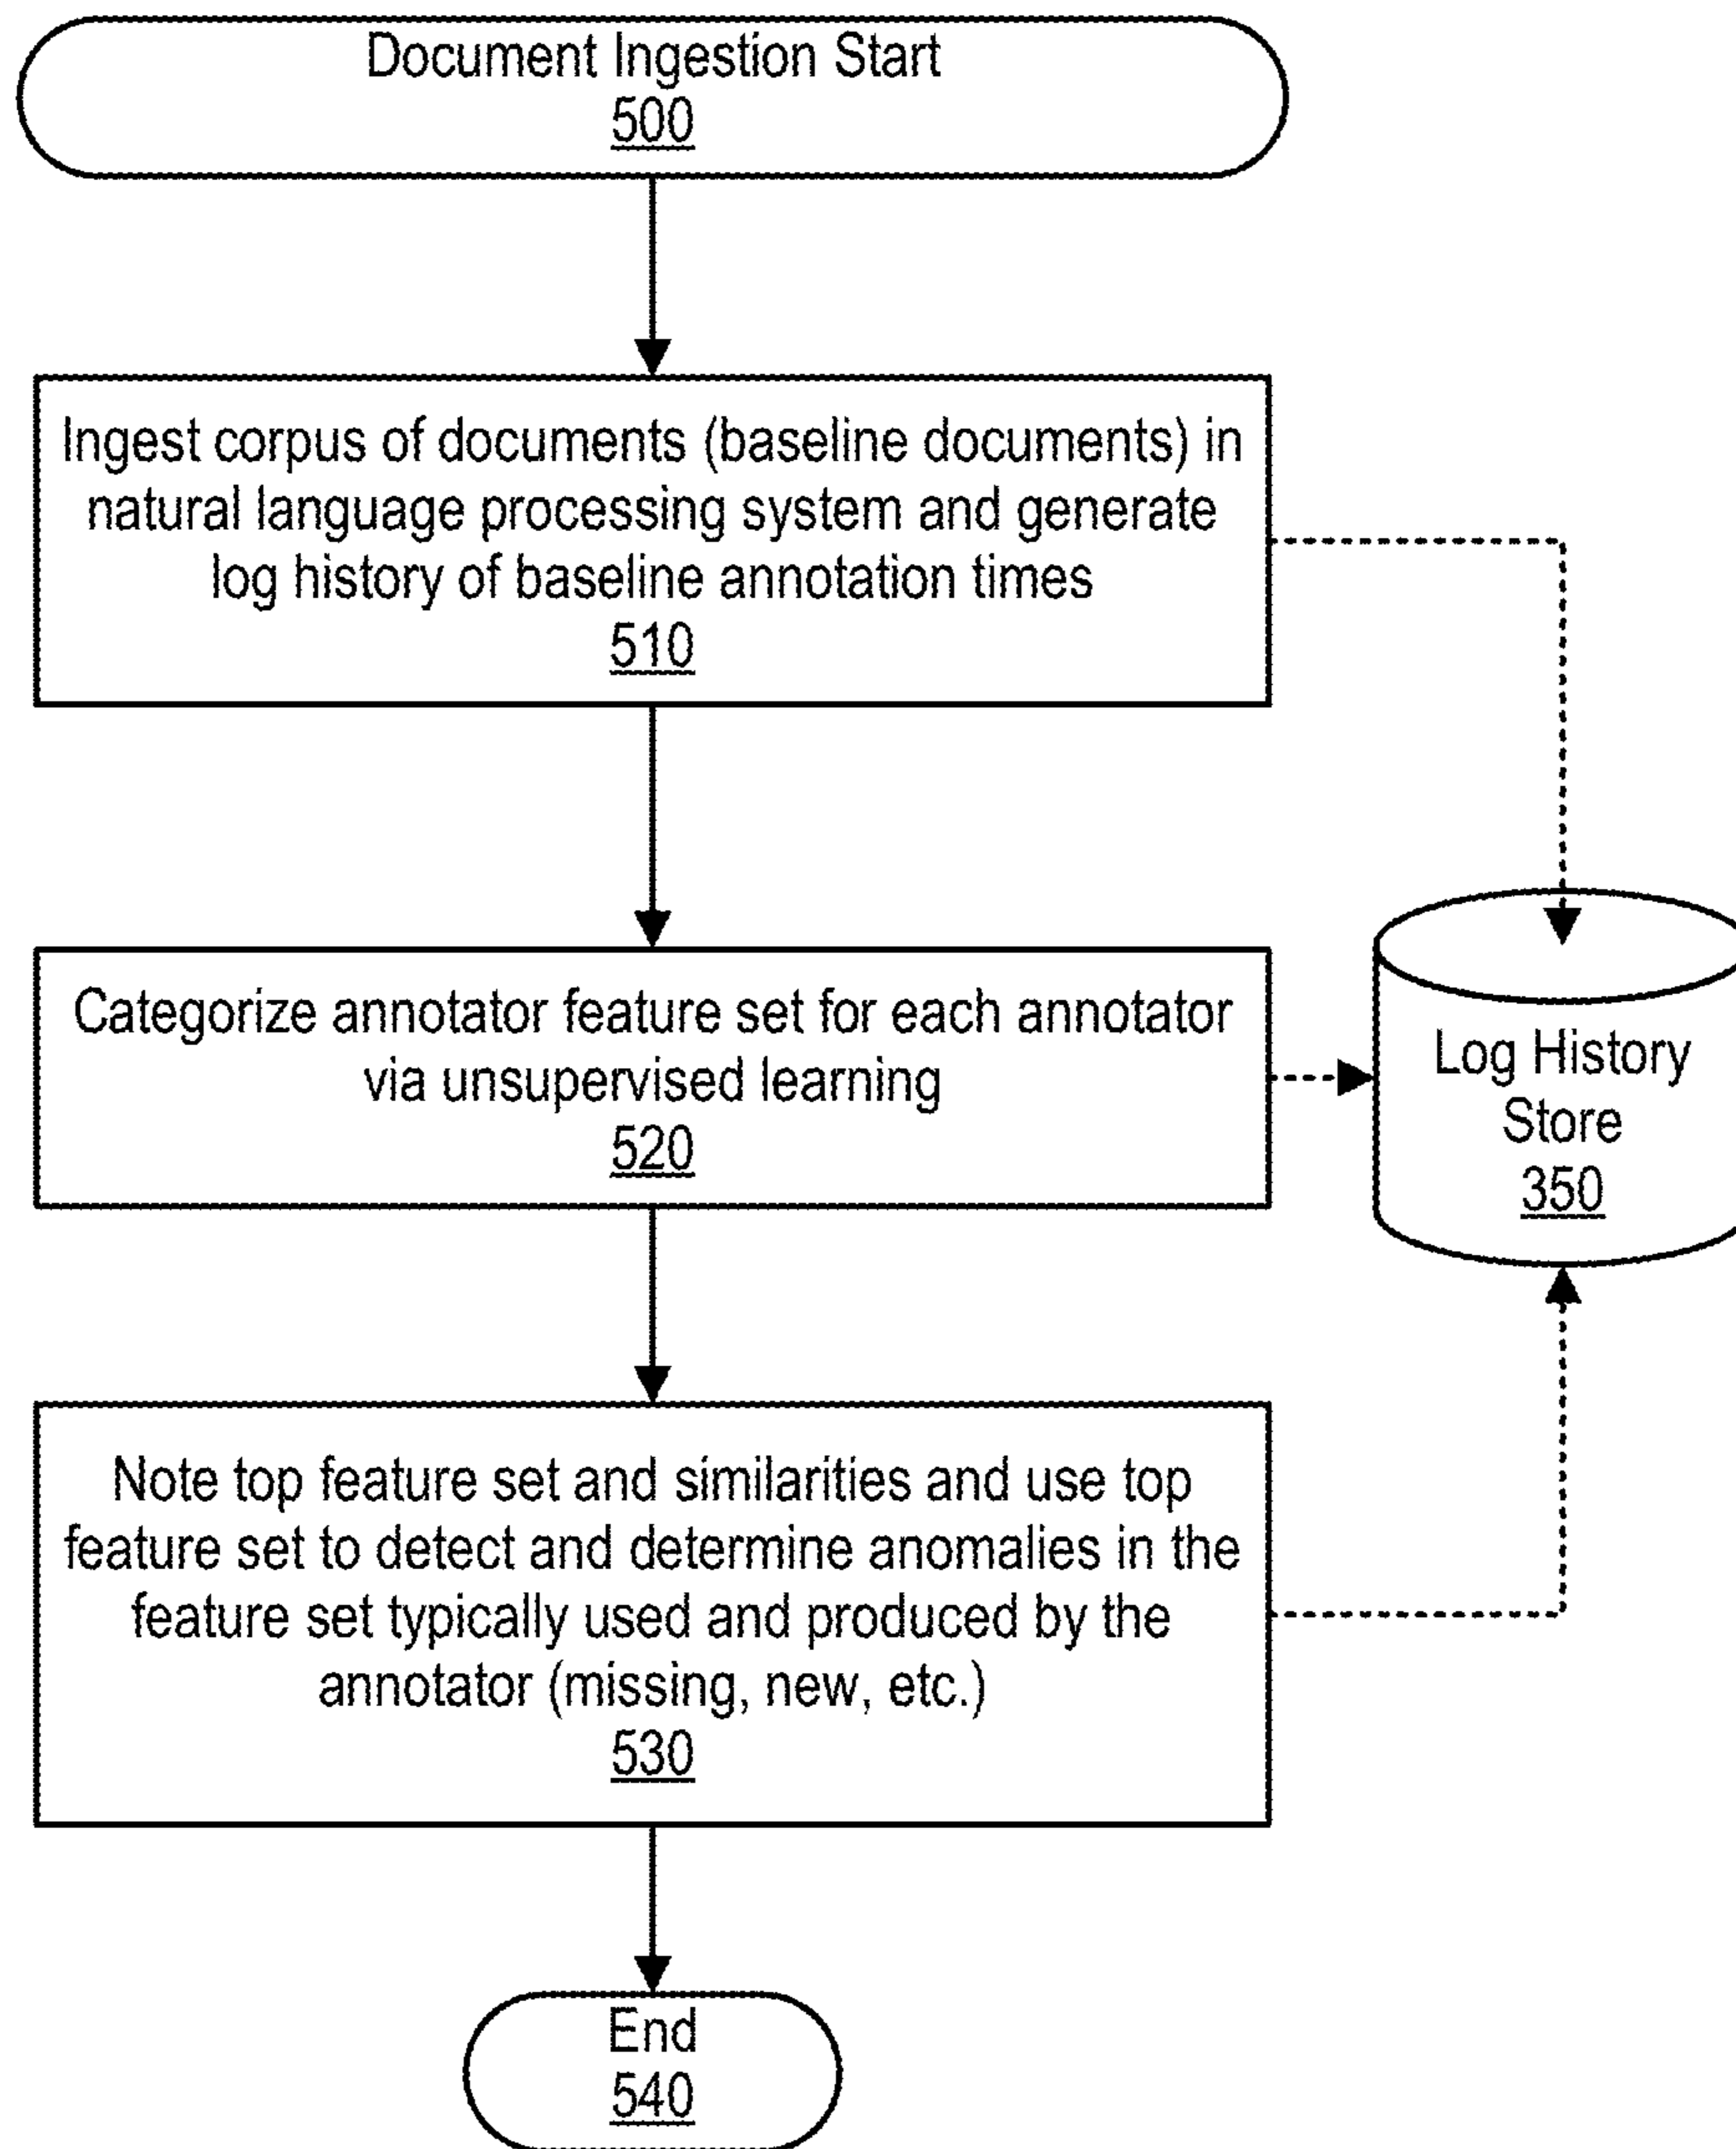 Document Ingestion Start
500
Ingest corpus of documents (baseline documents) in
natural language processing system and generate
log history of baseline annotation times
510
Categorize annotator feature set for each annotator
via unsupervised learning
520
Log History
Store
350
Note top feature set and similarities and use top
feature set to detect and determine anomalies in the
feature set typically used and produced by the
annotator (missing, new, etc.)
530
End
540